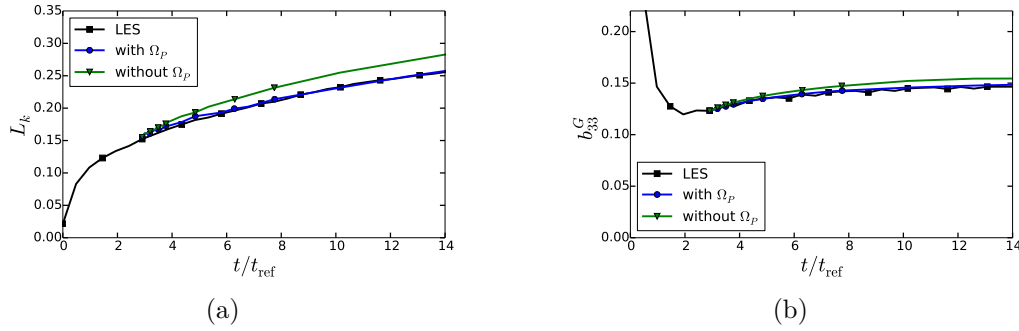 0.35
0.30
0.25
0.20
0.15
0.10
0.05
0.00
L_k
LES
with Ω_P
without Ω_P
0 2 4 6 8 10 12 14
t/t_ref
(a)
0.20
0.15
0.10
0.05
0.00
b^G_33
LES
with Ω_P
without Ω_P
0 2 4 6 8 10 12 14
t/t_ref
(b)